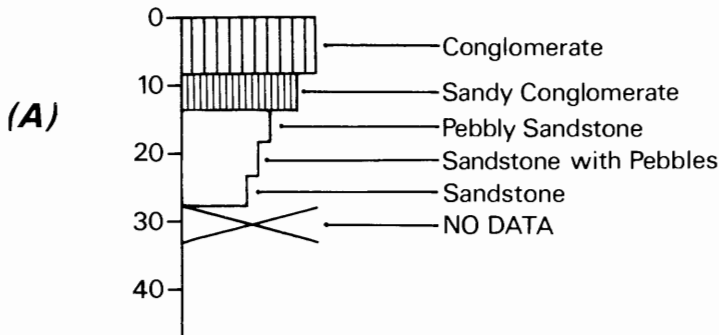 0
Conglomerate
10
Sandy Conglomerate
(A)
Pebbly Sandstone
20
Sandstone with Pebbles
Sandstone
30
NO DATA
40